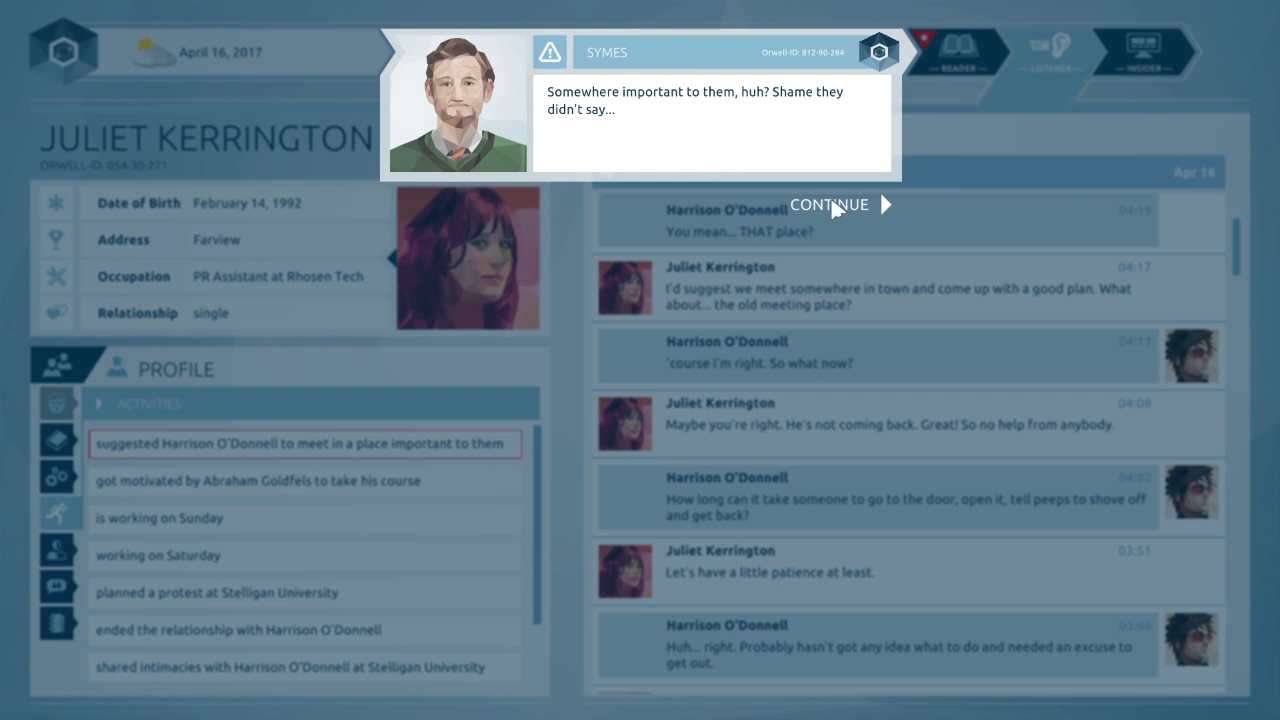 April 16, 2017
SYMES
Orwell-ID: 812-90-284
Somewhere important to them, huh? Shame they
didn't say...
CONTINUE
— READER —
— LISTENER —
— INSIDER —
JULIET KERRINGTON
ORWELL-ID 054-30-271
Date of Birth February 14, 1992
Address Farview
Occupation PR Assistant at Rhosen Tech
Relationship single
PROFILE
ACTIVITIES
suggested Harrison O'Donnell to meet in a place important to them
got motivated by Abraham Goldfels to take his course
is working on Sunday
working on Saturday
planned a protest at Stelligan University
ended the relationship with Harrison O'Donnell
shared intimacies with Harrison O'Donnell at Stelligan University
Apr 16
Harrison O'Donnell 04:19
You mean... THAT place?
Juliet Kerrington 04:17
I'd suggest we meet somewhere in town and come up with a good plan. What
about... the old meeting place?
Harrison O'Donnell 04:11
'course I'm right. So what now?
Juliet Kerrington 04:08
Maybe you're right. He's not coming back. Great! So no help from anybody.
Harrison O'Donnell 04:02
How long can it take someone to go to the door, open it, tell peeps to shove off
and get back?
Juliet Kerrington 03:51
Let's have a little patience at least.
Harrison O'Donnell 03:48
Huh... right. Probably hasn't got any idea what to do and needed an excuse to
get out.